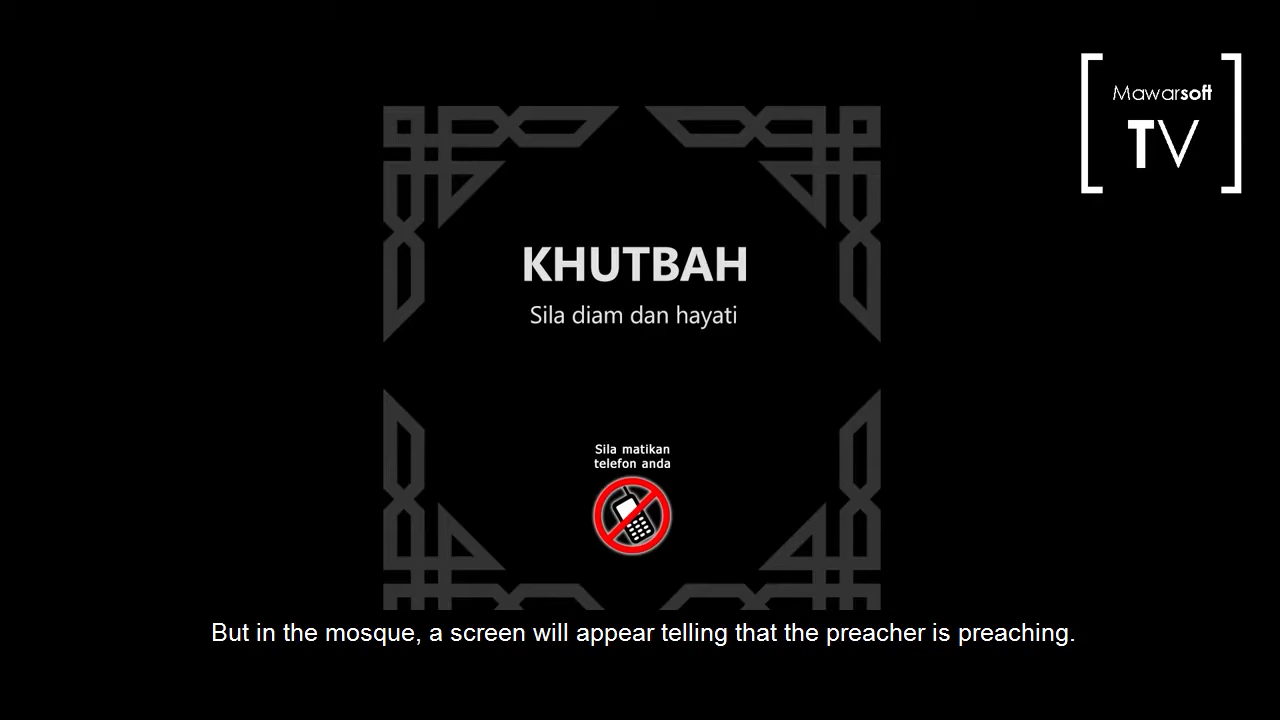 Mawarsoft
TV
KHUTBAH
Sila diam dan hayati
Sila matikan
telefon anda
But in the mosque, a screen will appear telling that the preacher is preaching.